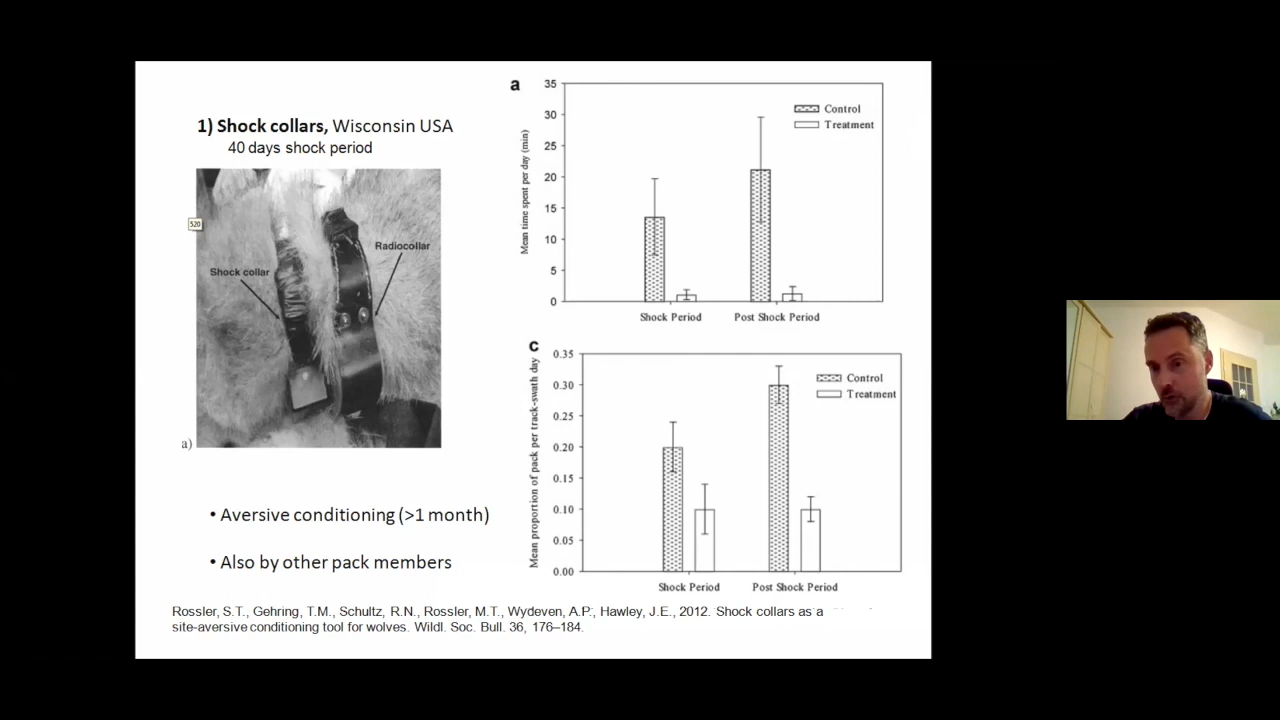 1) Shock collars, Wisconsin USA
40 days shock period
520
Shock collar
Radiocollar
a)
• Aversive conditioning (>1 month)
• Also by other pack members
a
Mean time spent per day (min)
35
30
25
20
15
10
5
0
Control
Treatment
Shock Period
Post Shock Period
c
Mean proportion of pack per track-swath day
0.35
0.30
0.25
0.20
0.15
0.10
0.05
0.00
Control
Treatment
Shock Period
Post Shock Period
Rossler, S.T., Gehring, T.M., Schultz, R.N., Rossler, M.T., Wydeven, A.P., Hawley, J.E., 2012. Shock collars as a
site-aversive conditioning tool for wolves. Wildl. Soc. Bull. 36, 176–184.